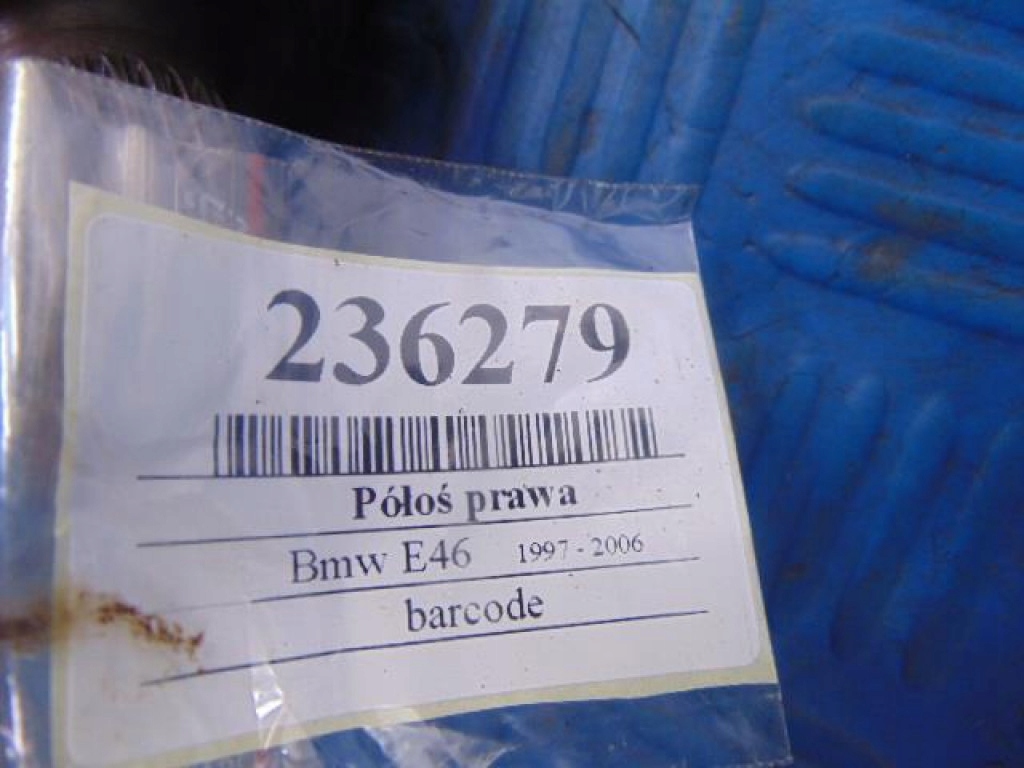 236279
Półoś prawa
Bmw E46 1997 - 2006
barcode